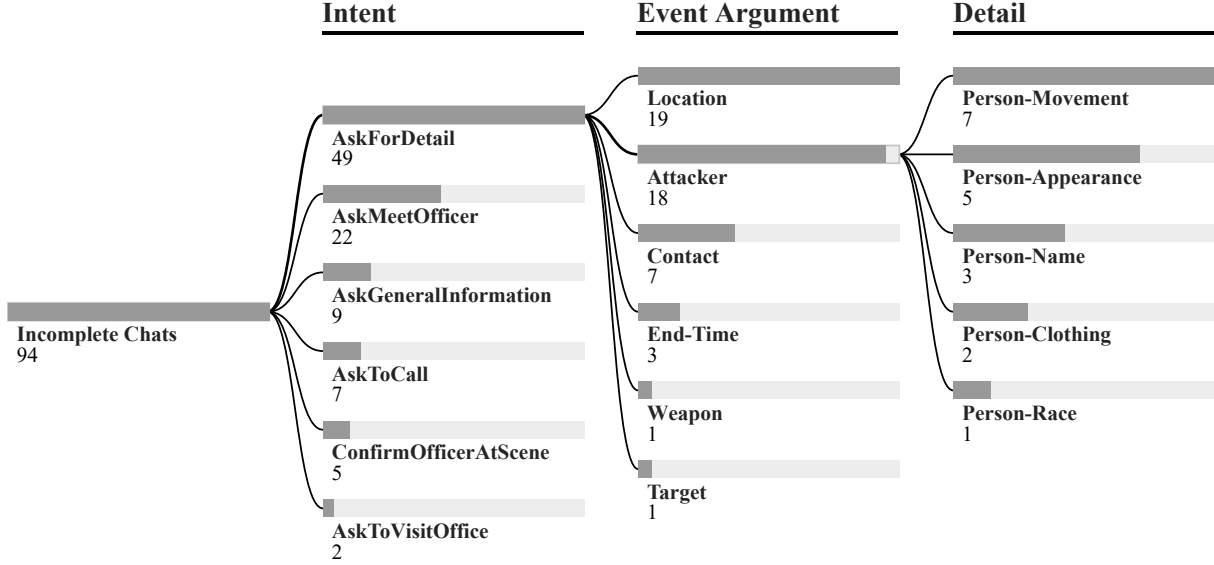 Intent
Event Argument
Detail
Incomplete Chats
94
AskForDetail
49
AskMeetOfficer
22
AskGeneralInformation
9
AskToCall
7
ConfirmOfficerAtScene
5
AskToVisitOffice
2
Location
19
Attacker
18
Contact
7
End-Time
3
Weapon
1
Target
1
Person-Movement
7
Person-Appearance
5
Person-Name
3
Person-Clothing
2
Person-Race
1